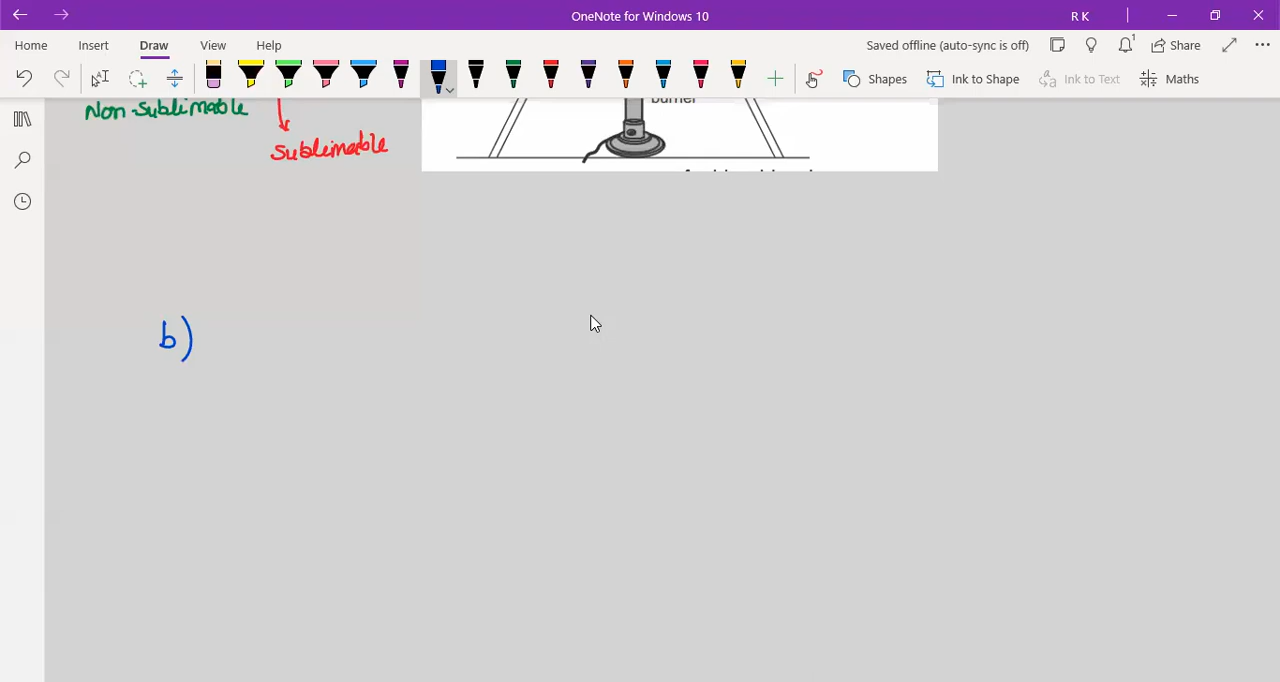 OneNote for Windows 10
R K
Home Insert Draw View Help
Saved offline (auto-sync is off)
Share
Shapes
Ink to Shape
Ink to Text
Maths
Non-Sublimable
burner
Sublimable
b)